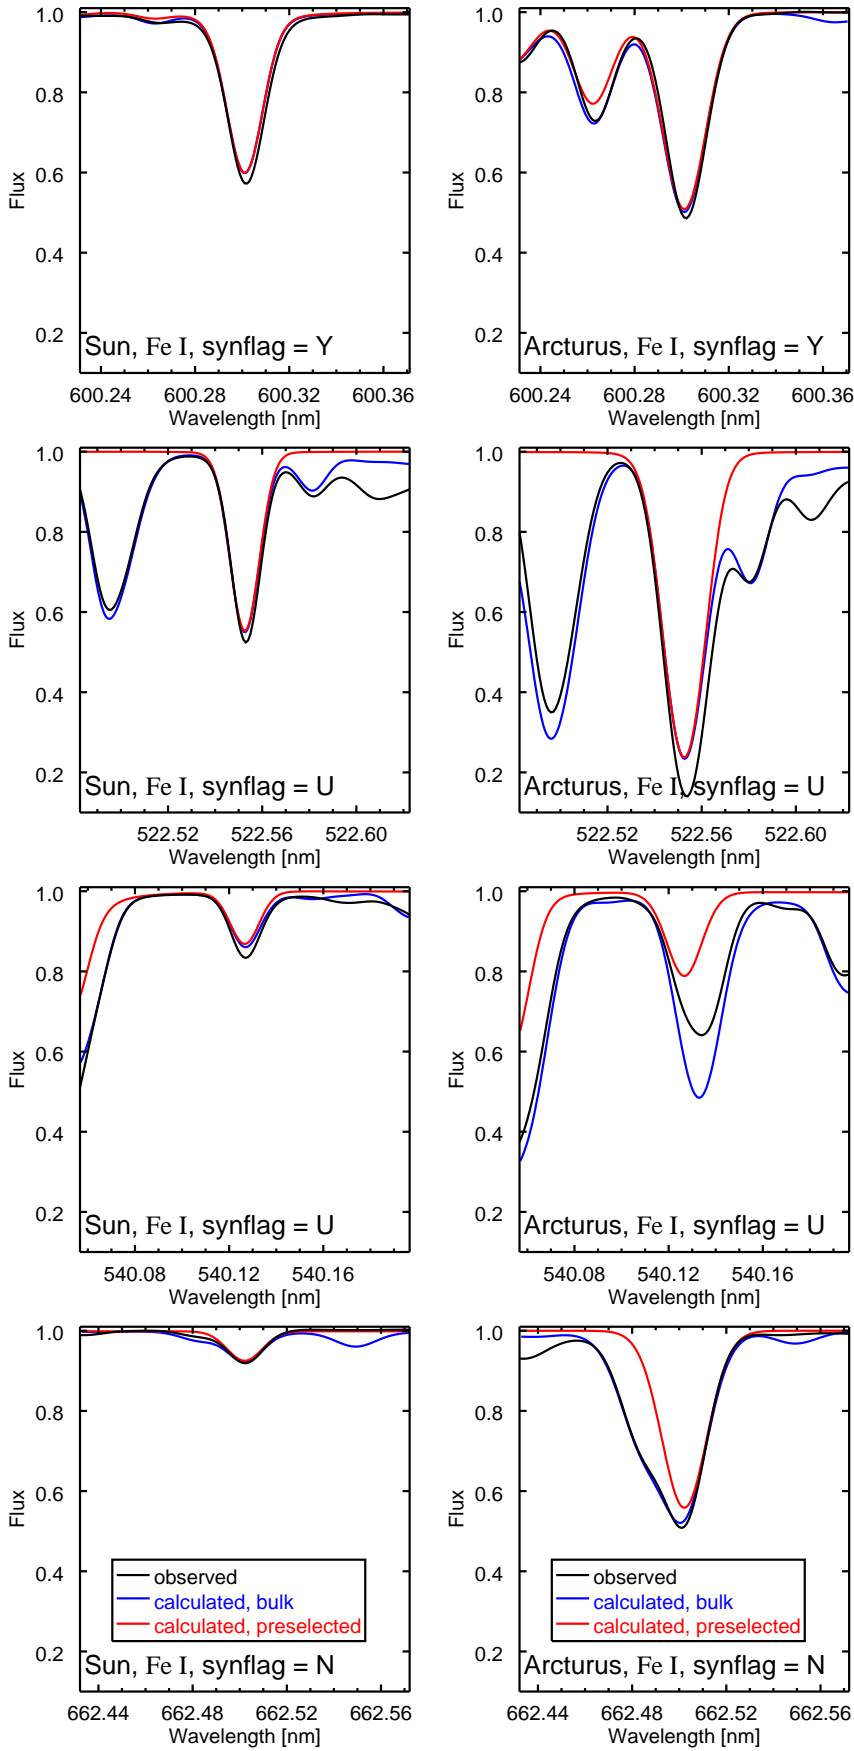 1.0
0.8
0.6
0.4
0.2
Flux
Sun, Fe I, synflag = Y
600.24 600.28 600.32 600.36
Wavelength [nm]
1.0
0.8
0.6
0.4
0.2
Flux
Arcturus, Fe I, synflag = Y
600.24 600.28 600.32 600.36
Wavelength [nm]
1.0
0.8
0.6
0.4
0.2
Flux
Sun, Fe I, synflag = U
522.52 522.56 522.60
Wavelength [nm]
1.0
0.8
0.6
0.4
0.2
Flux
Arcturus, Fe I, synflag = U
522.52 522.56 522.60
Wavelength [nm]
1.0
0.8
0.6
0.4
0.2
Flux
Sun, Fe I, synflag = U
540.08 540.12 540.16
Wavelength [nm]
1.0
0.8
0.6
0.4
0.2
Flux
Arcturus, Fe I, synflag = U
540.08 540.12 540.16
Wavelength [nm]
1.0
0.8
0.6
0.4
0.2
Flux
observed
calculated, bulk
calculated, preselected
Sun, Fe I, synflag = N
662.44 662.48 662.52 662.56
Wavelength [nm]
1.0
0.8
0.6
0.4
0.2
Flux
observed
calculated, bulk
calculated, preselected
Arcturus, Fe I, synflag = N
662.44 662.48 662.52 662.56
Wavelength [nm]